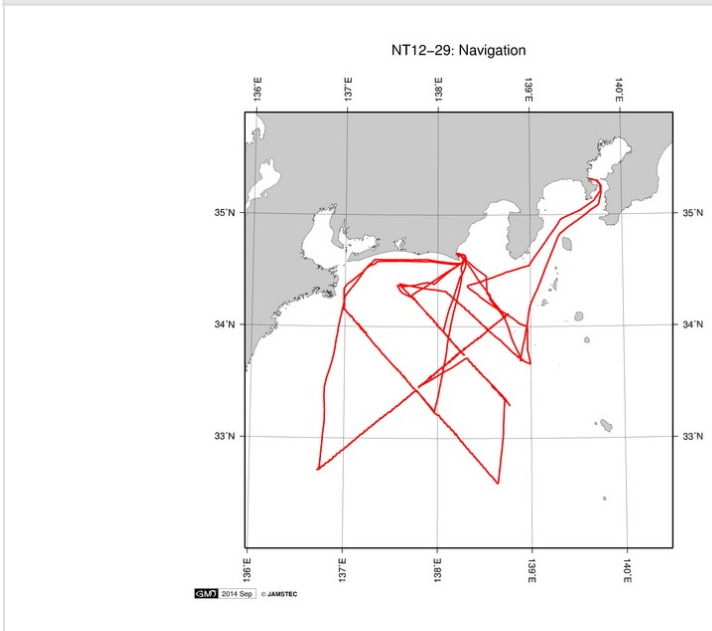 NT12−29: Navigation
136˚E 137˚E 138˚E 139˚E 140˚E
35˚N 35˚N
34˚N 34˚N
33˚N 33˚N
136˚E 137˚E 138˚E 139˚E 140˚E
GMD 2014 Sep © JAMSTEC